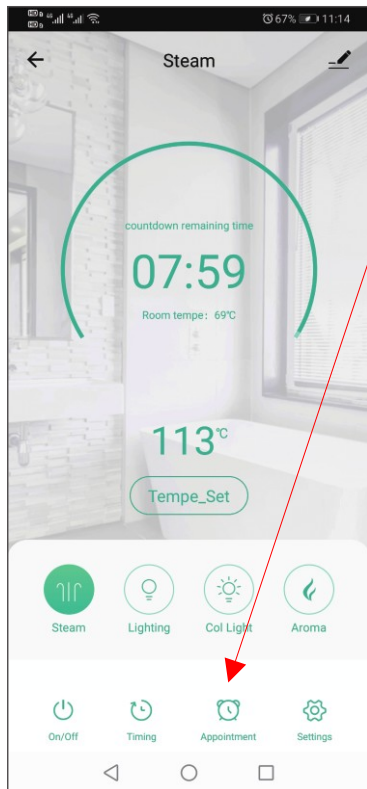 67% 11:14
Steam
countdown remaining time
07:59
Room tempe: 69℃
113℃
Tempe_Set
Steam Lighting Col Light Aroma
On/Off Timing Appointment Settings